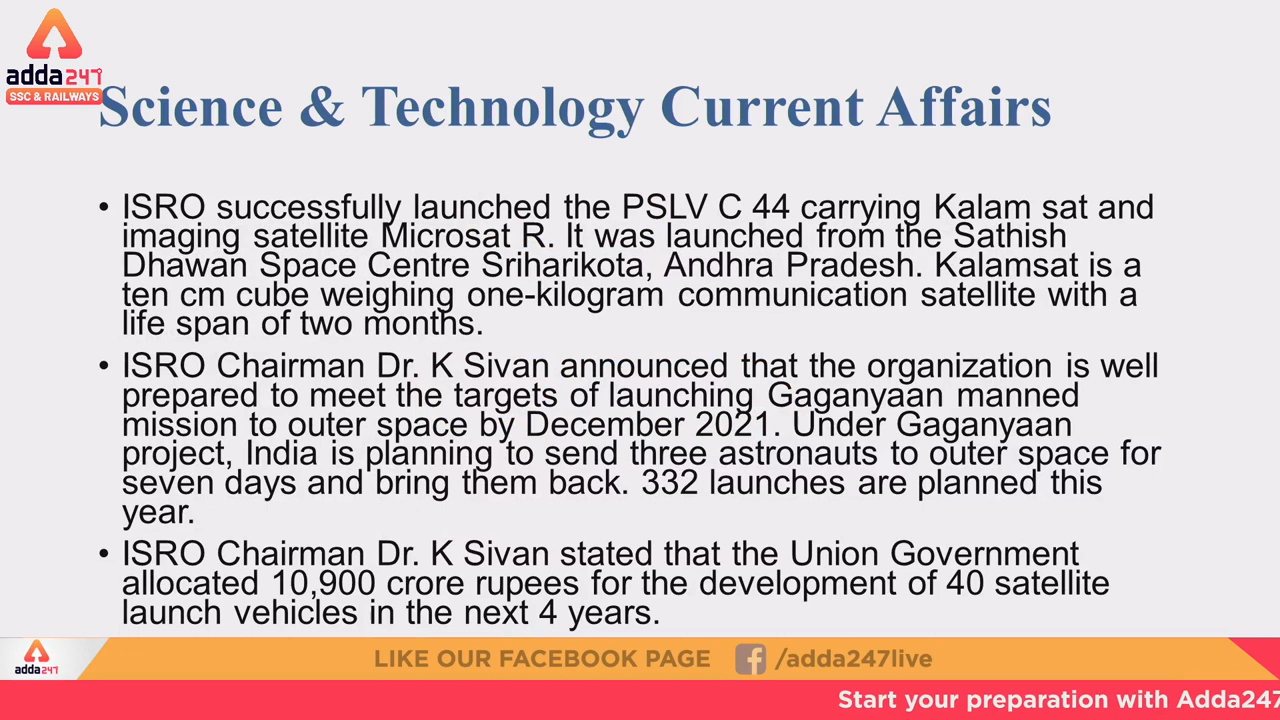 adda247
SSC & RAILWAYS
Science & Technology Current Affairs
• ISRO successfully launched the PSLV C 44 carrying Kalam sat and
imaging satellite Microsat R. It was launched from the Sathish
Dhawan Space Centre Sriharikota, Andhra Pradesh. Kalamsat is a
ten cm cube weighing one-kilogram communication satellite with a
life span of two months.
• ISRO Chairman Dr. K Sivan announced that the organization is well
prepared to meet the targets of launching Gaganyaan manned
mission to outer space by December 2021. Under Gaganyaan
project, India is planning to send three astronauts to outer space for
seven days and bring them back. 332 launches are planned this
year.
• ISRO Chairman Dr. K Sivan stated that the Union Government
allocated 10,900 crore rupees for the development of 40 satellite
launch vehicles in the next 4 years.
adda247
LIKE OUR FACEBOOK PAGE f /adda247live
Start your preparation with Adda247